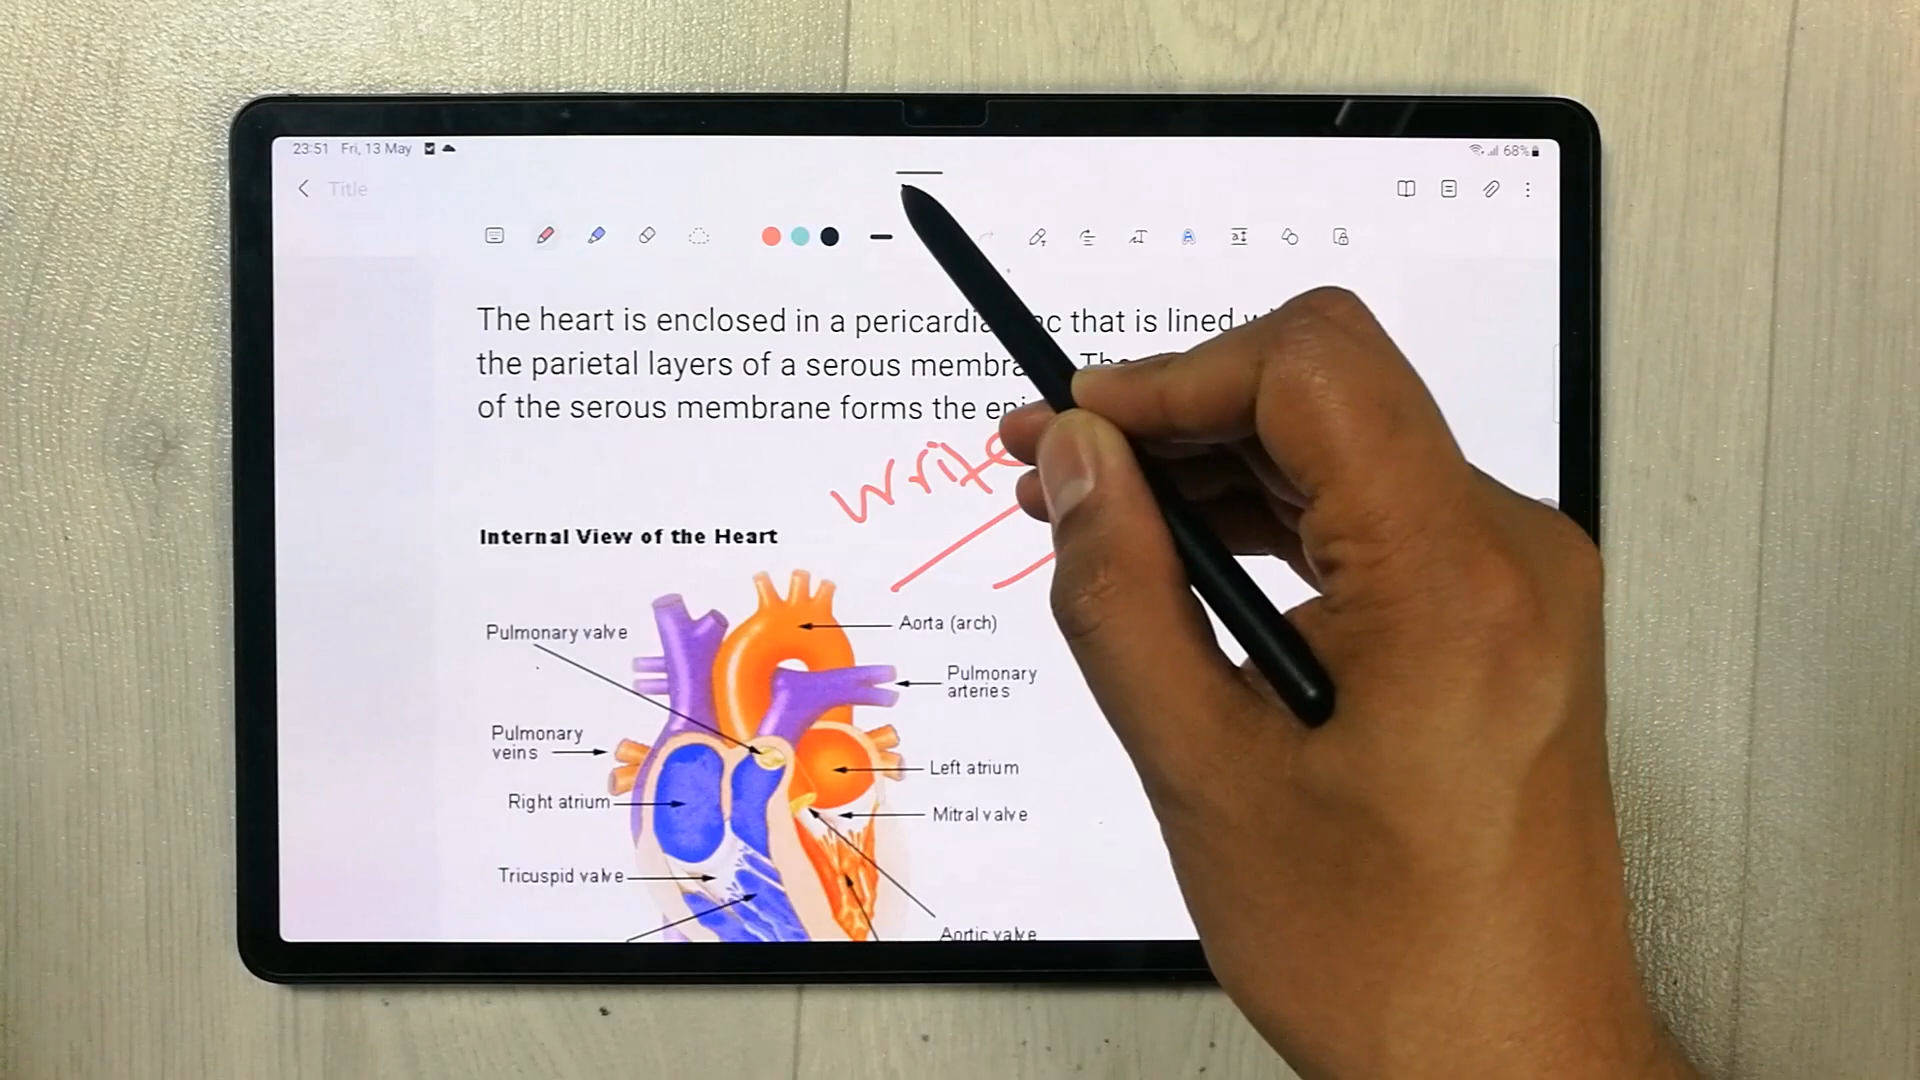 23:51 Fri, 13 May
68%
Title
The heart is enclosed in a that is lined
the parietal layers of a serous
of the serous membrane forms the
write
Internal View of the Heart
Pulmonary valve
Aorta (arch)
Pulmonary
arteries
Pulmonary
veins
Left atrium
Right atrium
Mitral valve
Tricuspid valve
Aortic valve